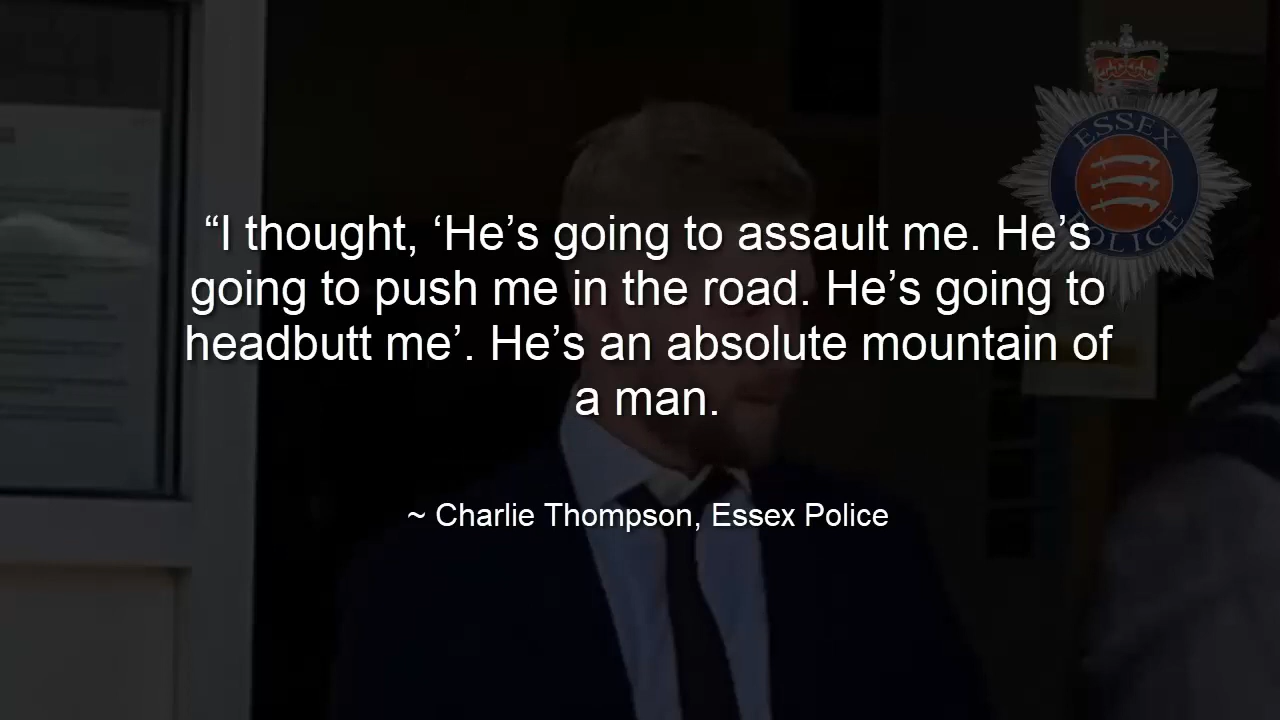 “I thought, ‘He’s going to assault me. He’s
going to push me in the road. He’s going to
headbutt me’. He’s an absolute mountain of
a man.
~ Charlie Thompson, Essex Police
ESSEX
POLICE